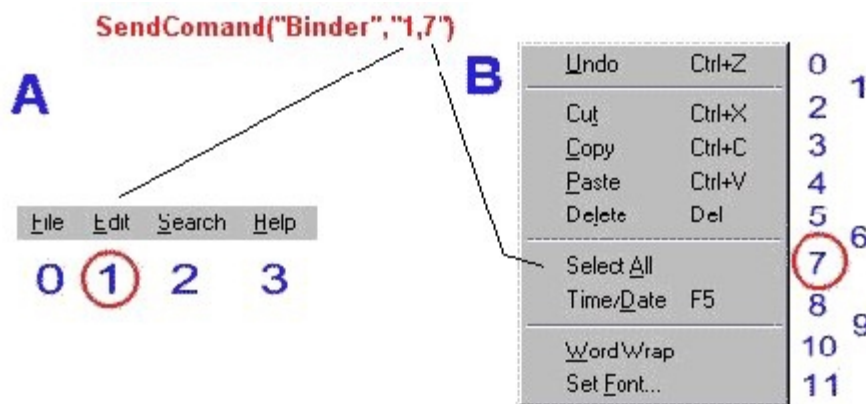 SendComand("Binder","1,7")
A
File Edit Search Help
0 1 2 3
B
Undo Ctrl+Z 0
1
Cut Ctrl+X 2
Copy Ctrl+C 3
Paste Ctrl+V 4
Delete Del 5
6
Select All 7
Time/Date F5 8
9
Word Wrap 10
Set Font... 11